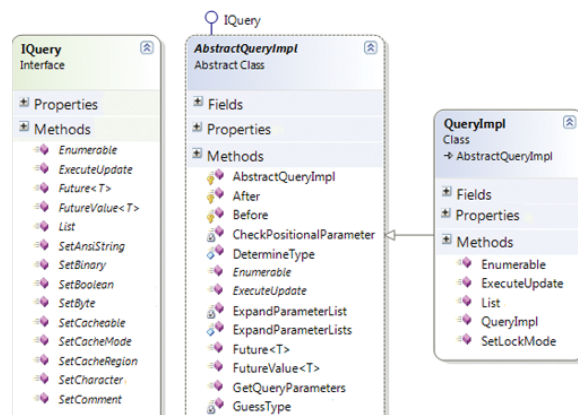 IQuery
IQuery
Interface
Properties
Methods
Enumerable
ExecuteUpdate
Future<T>
FutureValue<T>
List
SetAnsiString
SetBinary
SetBoolean
SetByte
SetCacheable
SetCacheMode
SetCacheRegion
SetCharacter
SetComment
AbstractQueryImpl
Abstract Class
Fields
Properties
Methods
AbstractQueryImpl
After
Before
CheckPositionalParameter
DetermineType
Enumerable
ExecuteUpdate
ExpandParameterList
ExpandParameterLists
Future<T>
FutureValue<T>
GetQueryParameters
GuessType
QueryImpl
Class
AbstractQueryImpl
Fields
Properties
Methods
Enumerable
ExecuteUpdate
List
QueryImpl
SetLockMode